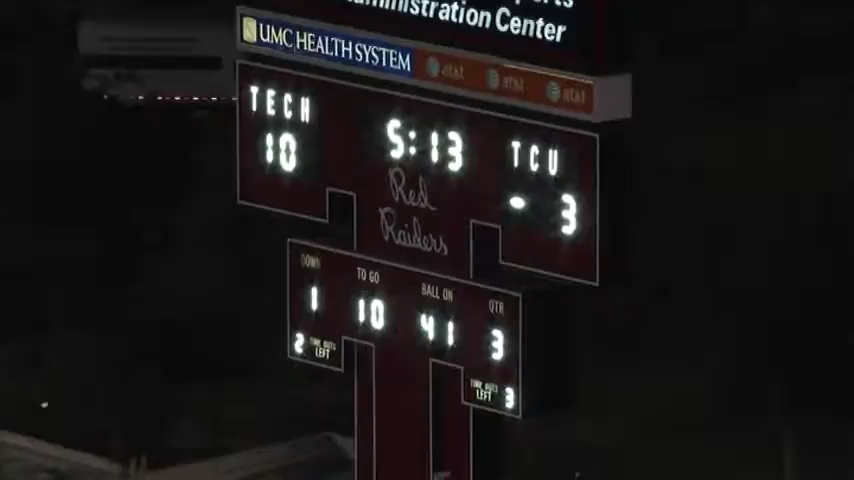 ministration Center
UMC HEALTH SYSTEM
at&t at&t at&t
TECH 5:13 TCU
10 3
Red
Raiders
DOWN TO GO BALL ON QTR
1 10 41 3
2 TIME OUTS LEFT
TIME OUTS LEFT 3